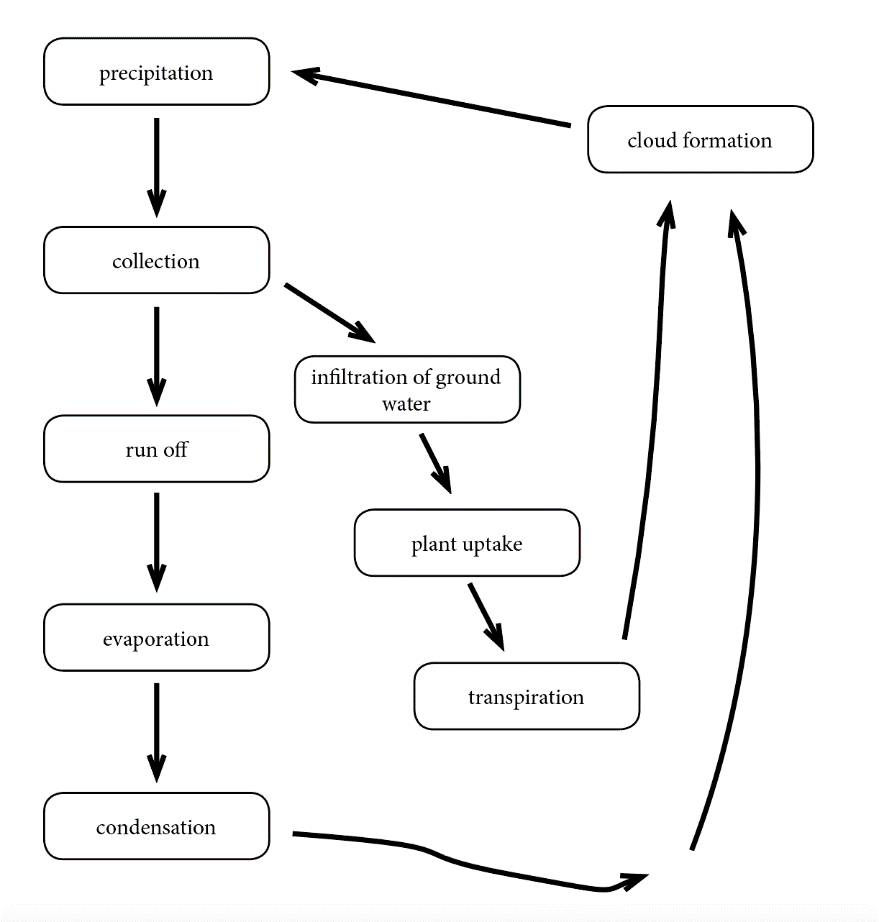 precipitation
cloud formation
collection
infiltration of ground
water
run off
plant uptake
evaporation
transpiration
condensation